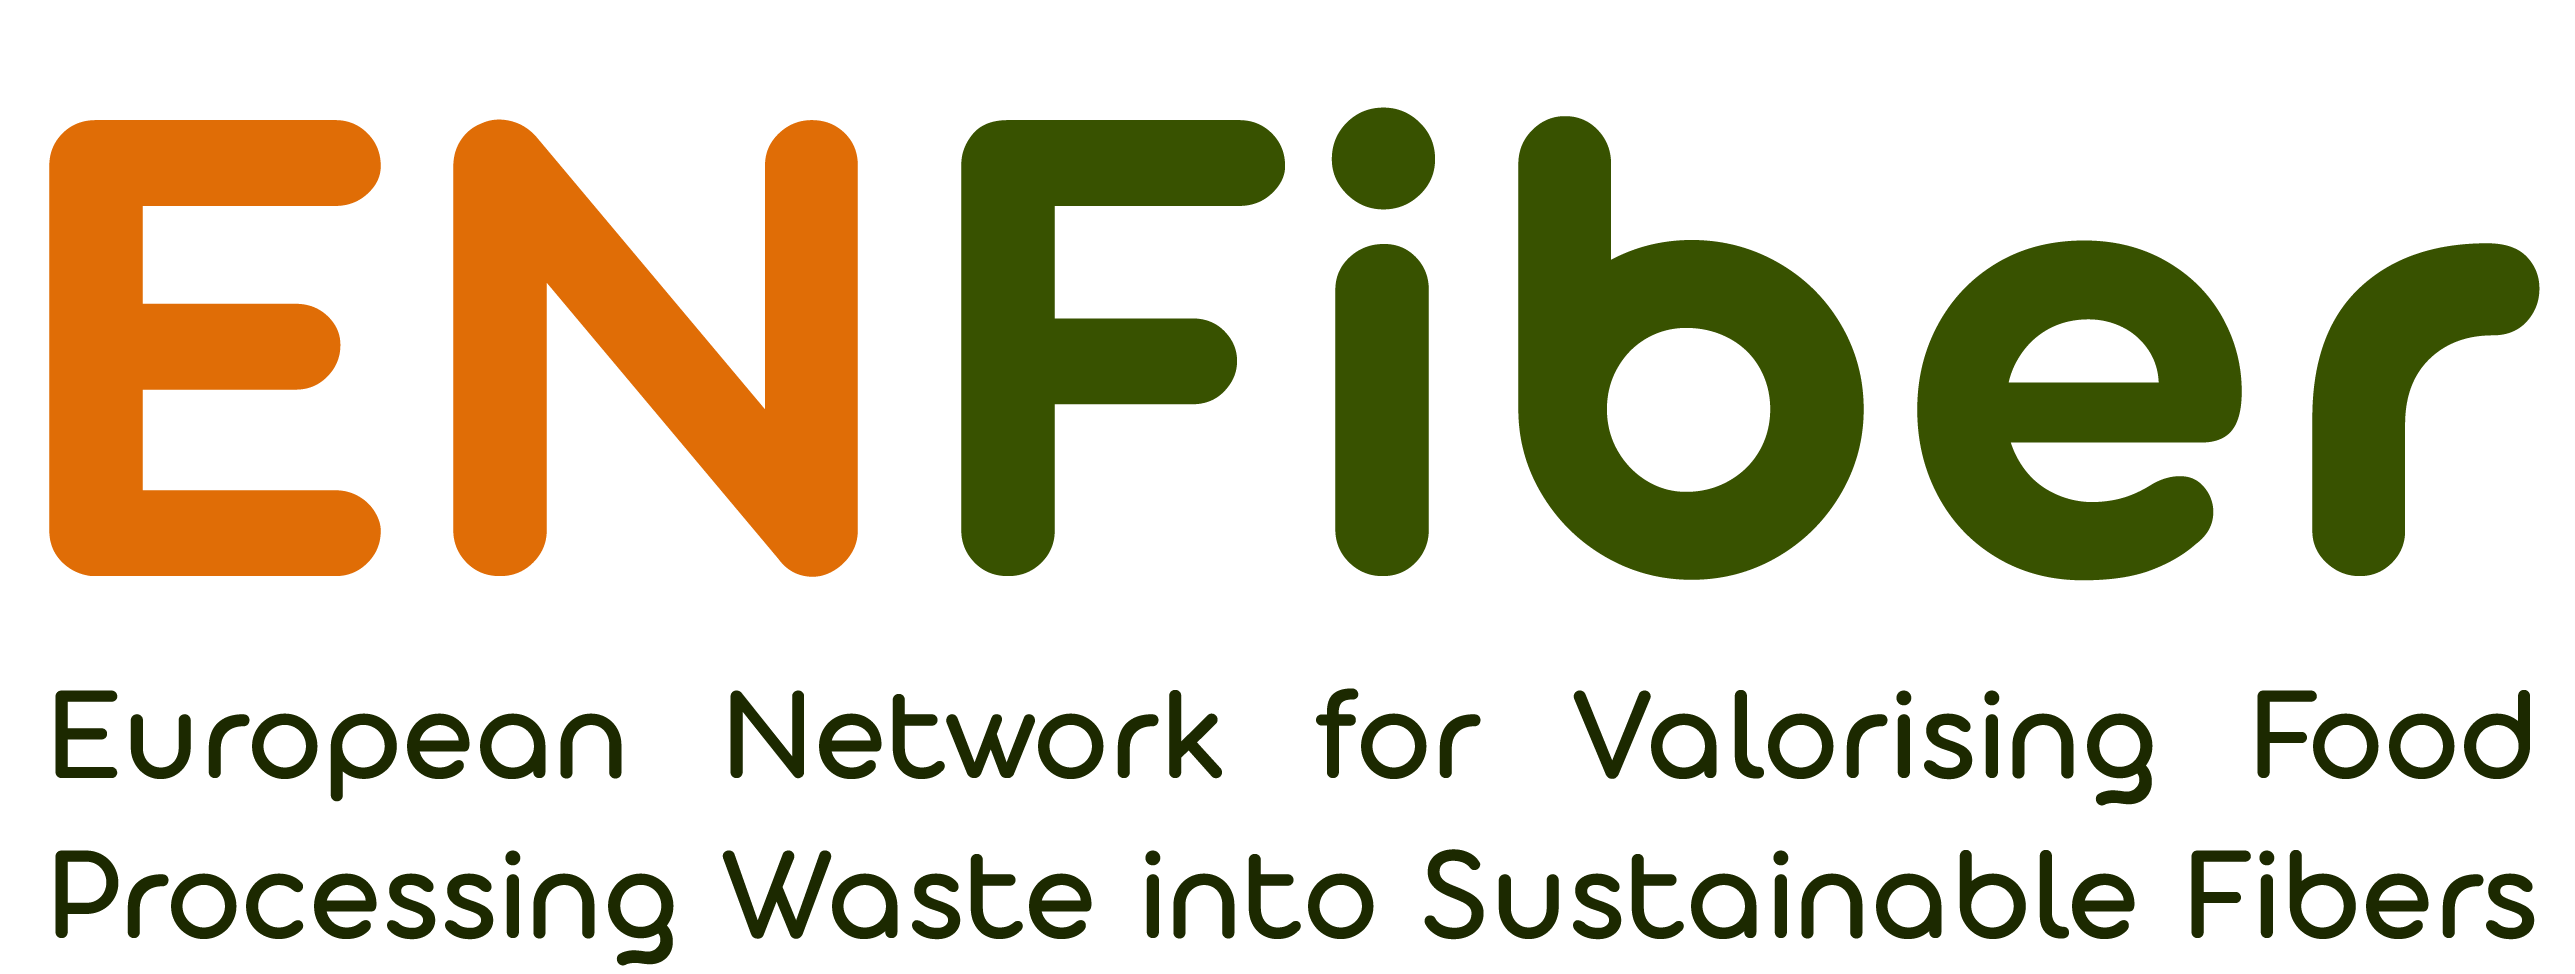 ENFiber
European Network for Valorising Food
Processing Waste into Sustainable Fibers